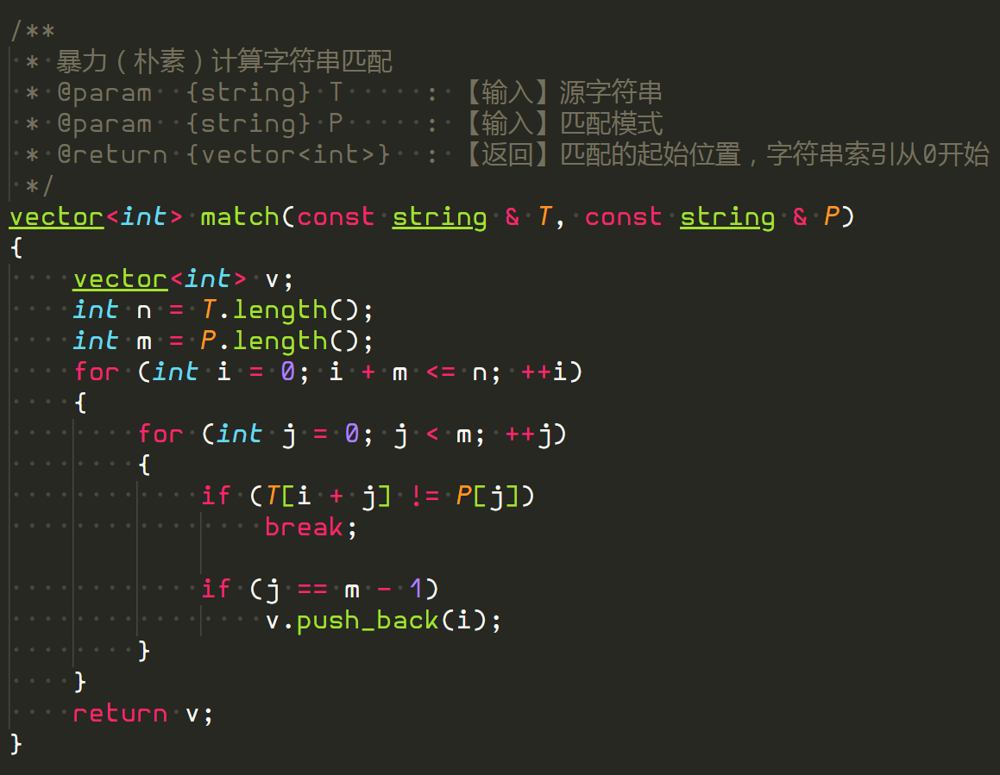 /**
 * 暴力（朴素）计算字符串匹配
 * @param  {string} T     : 【输入】源字符串
 * @param  {string} P     : 【输入】匹配模式
 * @return {vector<int>}  : 【返回】匹配的起始位置，字符串索引从0开始
 */
vector<int> match(const string & T, const string & P)
{
    vector<int> v;
    int n = T.length();
    int m = P.length();
    for (int i = 0; i + m <= n; ++i)
    {
        for (int j = 0; j < m; ++j)
        {
            if (T[i + j] != P[j])
                break;

            if (j == m - 1)
                v.push_back(i);
        }
    }
    return v;
}